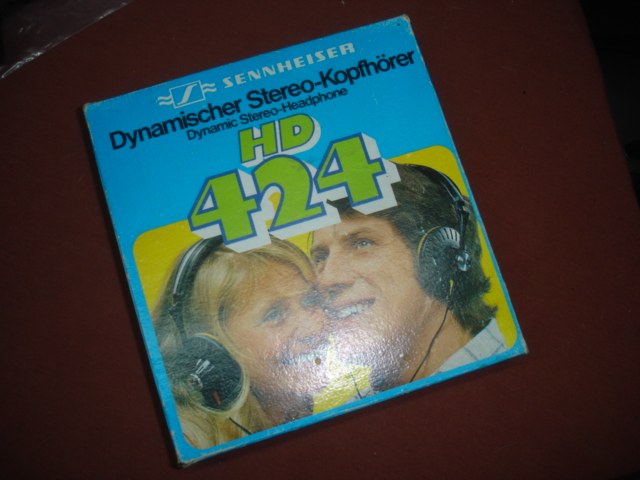 SENNHEISER
Dynamischer Stereo-Kopfhörer
Dynamic Stereo-Headphone
HD
424